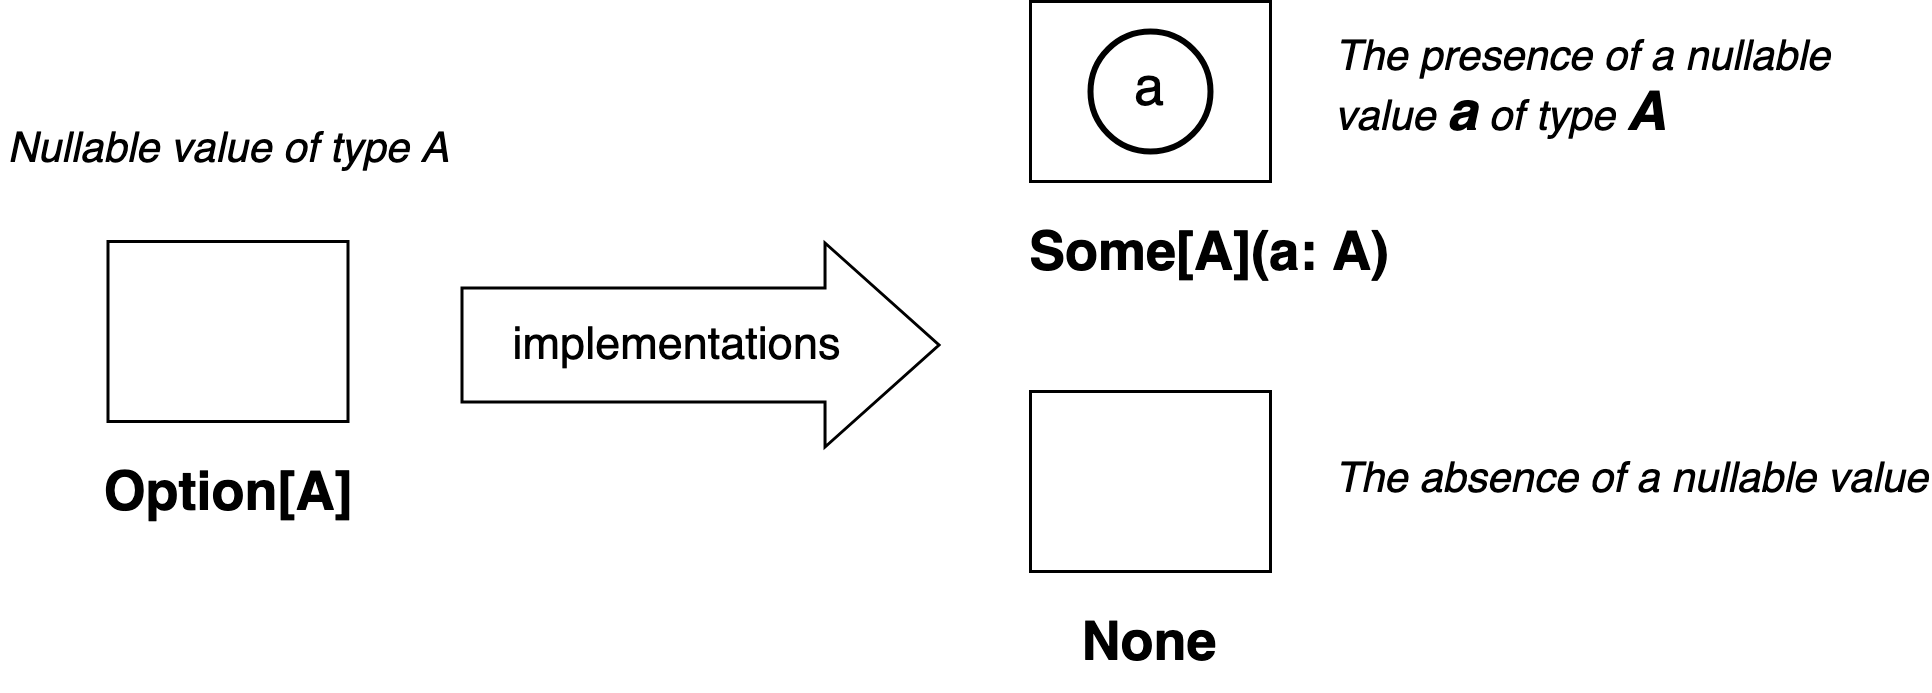 Nullable value of type A
Option[A]
implementations
a
The presence of a nullable
value a of type A
Some[A](a: A)
The absence of a nullable value
None